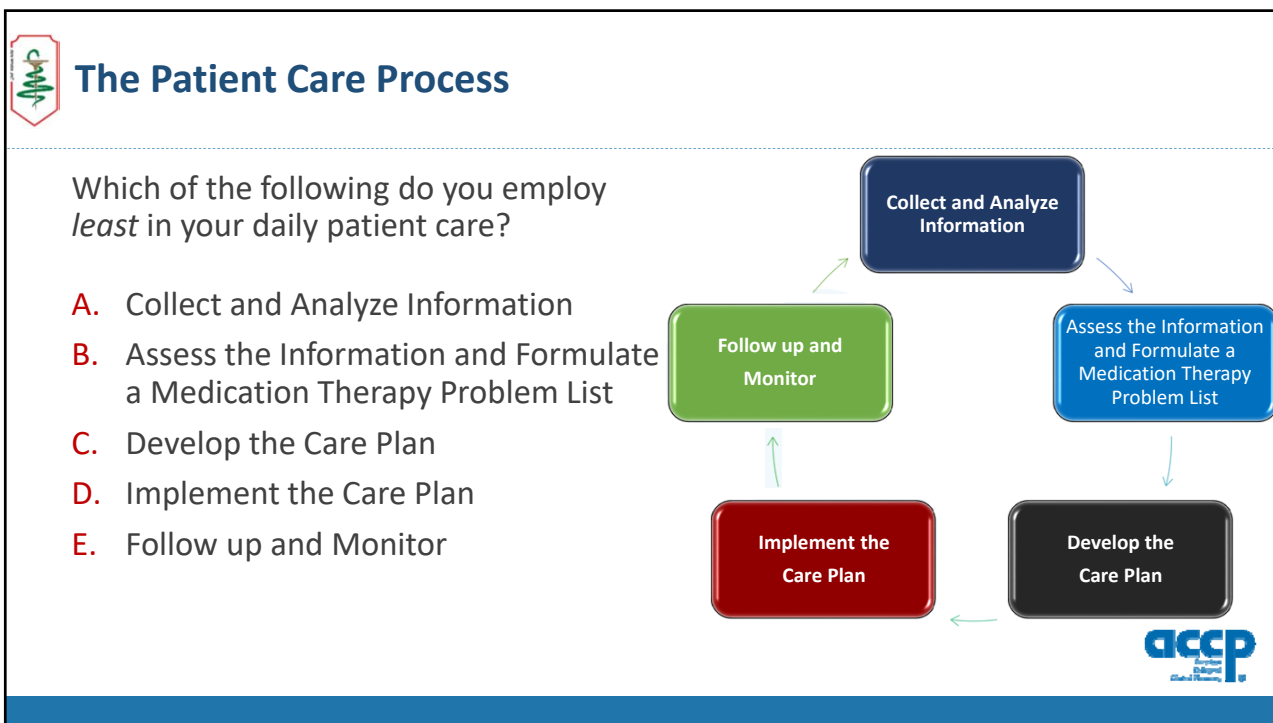 The Patient Care Process
Which of the following do you employ
least in your daily patient care?
A. Collect and Analyze Information
B. Assess the Information and Formulate
a Medication Therapy Problem List
C. Develop the Care Plan
D. Implement the Care Plan
E. Follow up and Monitor
Collect and Analyze
Information
Assess the Information
and Formulate a
Medication Therapy
Problem List
Develop the
Care Plan
Implement the
Care Plan
Follow up and
Monitor
accp